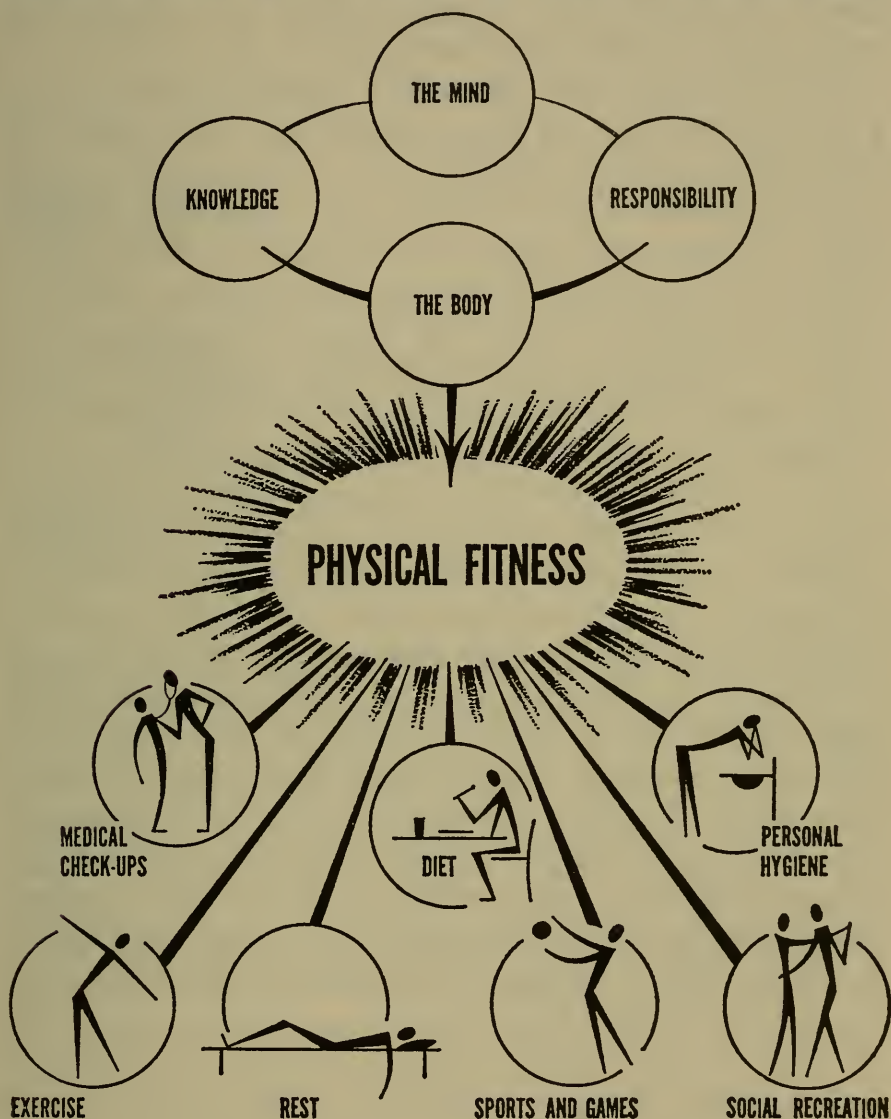 THE MIND
KNOWLEDGE
RESPONSIBILITY
THE BODY
PHYSICAL FITNESS
MEDICAL
CHECK-UPS
DIET
PERSONAL
HYGIENE
EXERCISE
REST
SPORTS AND GAMES
SOCIAL RECREATION